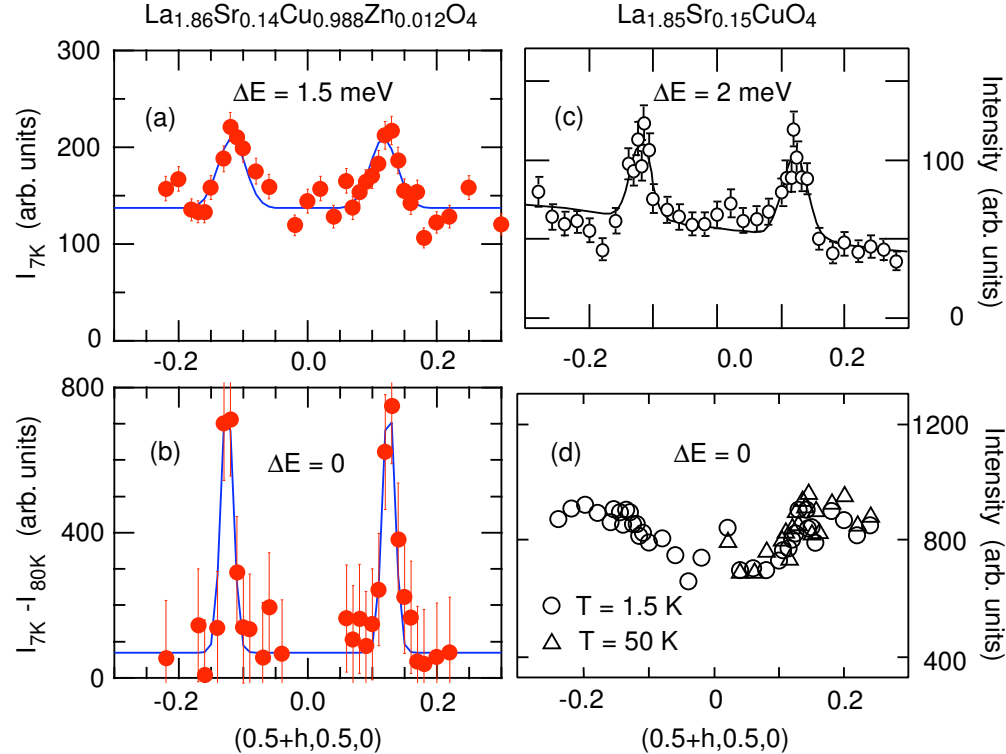 La1.86Sr0.14Cu0.988Zn0.012O4
La1.85Sr0.15CuO4
300
200
100
0
I7K (arb. units)
(a)
ΔE = 1.5 meV
-0.2
0.0
0.2
(c)
ΔE = 2 meV
100
0
Intensity (arb. units)
-0.2
0.0
0.2
800
400
0
I7K -I80K (arb. units)
(b)
ΔE = 0
-0.2
0.0
0.2
(0.5+h,0.5,0)
(d)
ΔE = 0
1200
800
400
Intensity (arb. units)
T = 1.5 K
T = 50 K
-0.2
0
0.2
(0.5+h,0.5,0)